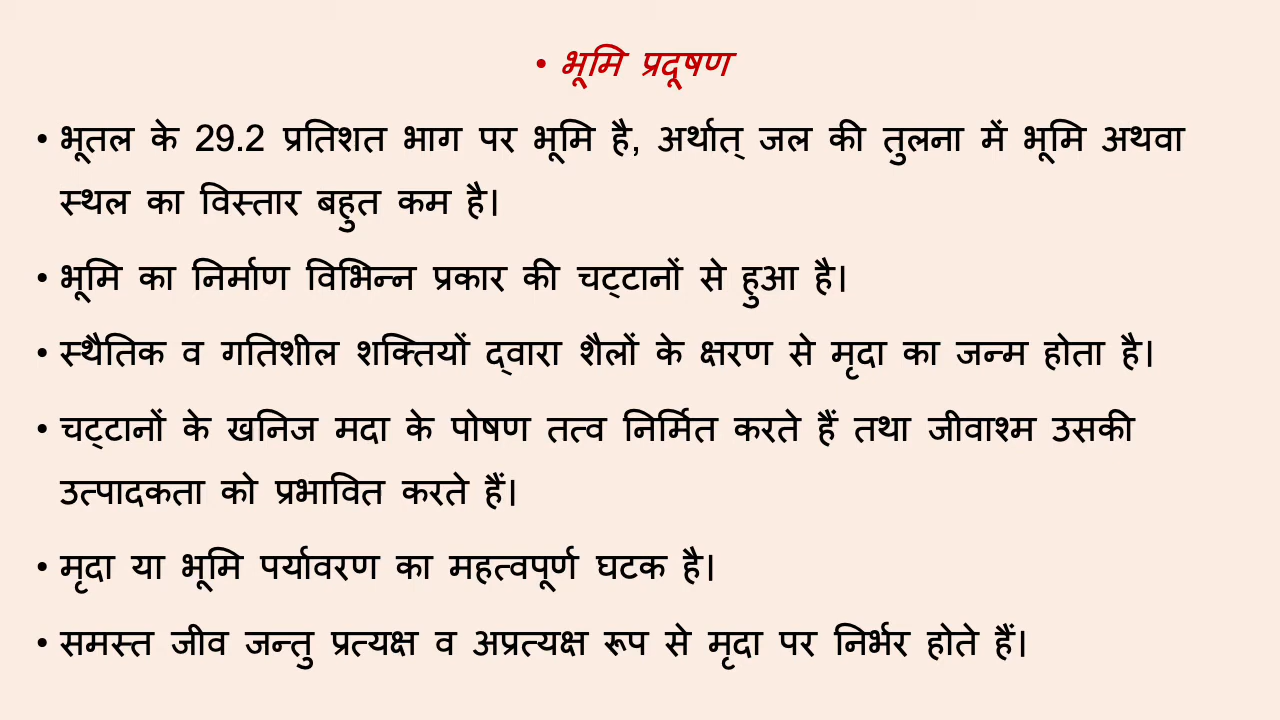 • भूमि प्रदूषण
• भूतल के 29.2 प्रतिशत भाग पर भूमि है, अर्थात् जल की तुलना में भूमि अथवा
स्थल का विस्तार बहुत कम है।
• भूमि का निर्माण विभिन्न प्रकार की चट्टानों से हुआ है।
• स्थैतिक व गतिशील शक्तियों द्वारा शैलों के क्षरण से मृदा का जन्म होता है।
• चट्टानों के खनिज मदा के पोषण तत्व निर्मित करते हैं तथा जीवाश्म उसकी
उत्पादकता को प्रभावित करते हैं।
• मृदा या भूमि पर्यावरण का महत्वपूर्ण घटक है।
• समस्त जीव जन्तु प्रत्यक्ष व अप्रत्यक्ष रूप से मृदा पर निर्भर होते हैं।